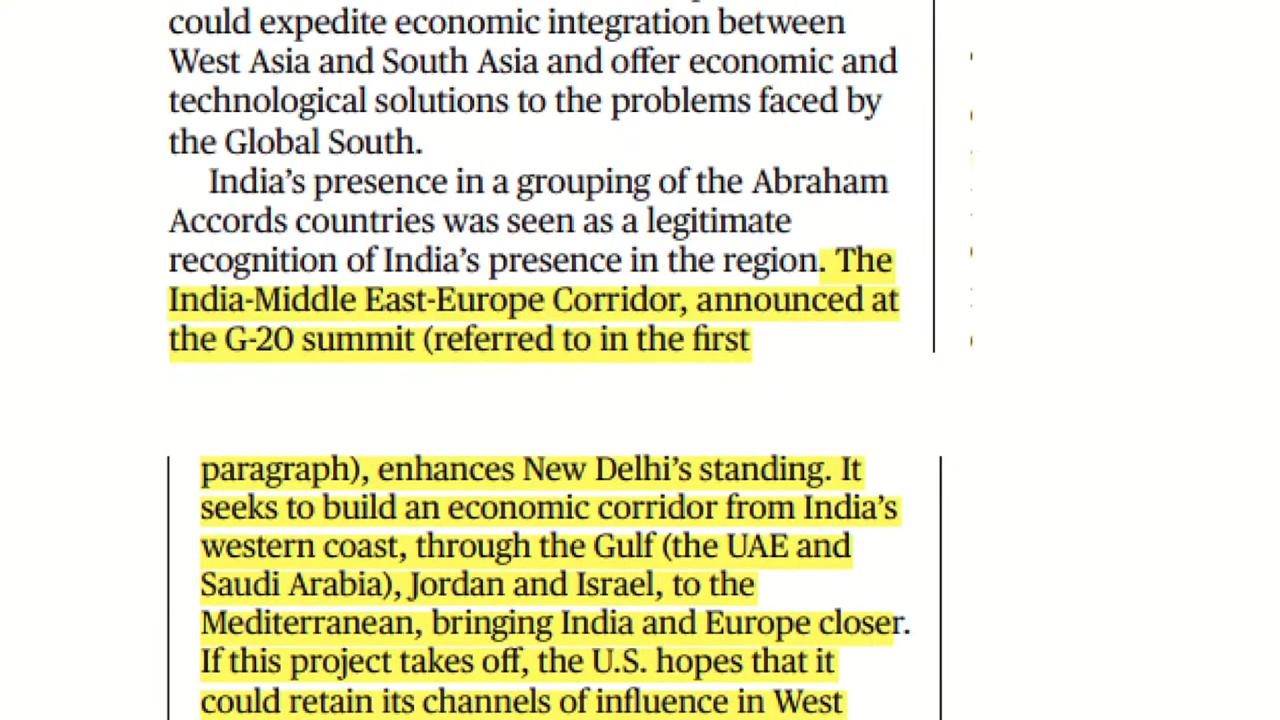 could expedite economic integration between
West Asia and South Asia and offer economic and
technological solutions to the problems faced by
the Global South.
India’s presence in a grouping of the Abraham
Accords countries was seen as a legitimate
recognition of India’s presence in the region. The
India-Middle East-Europe Corridor, announced at
the G-20 summit (referred to in the first
paragraph), enhances New Delhi’s standing. It
seeks to build an economic corridor from India’s
western coast, through the Gulf (the UAE and
Saudi Arabia), Jordan and Israel, to the
Mediterranean, bringing India and Europe closer.
If this project takes off, the U.S. hopes that it
could retain its channels of influence in West